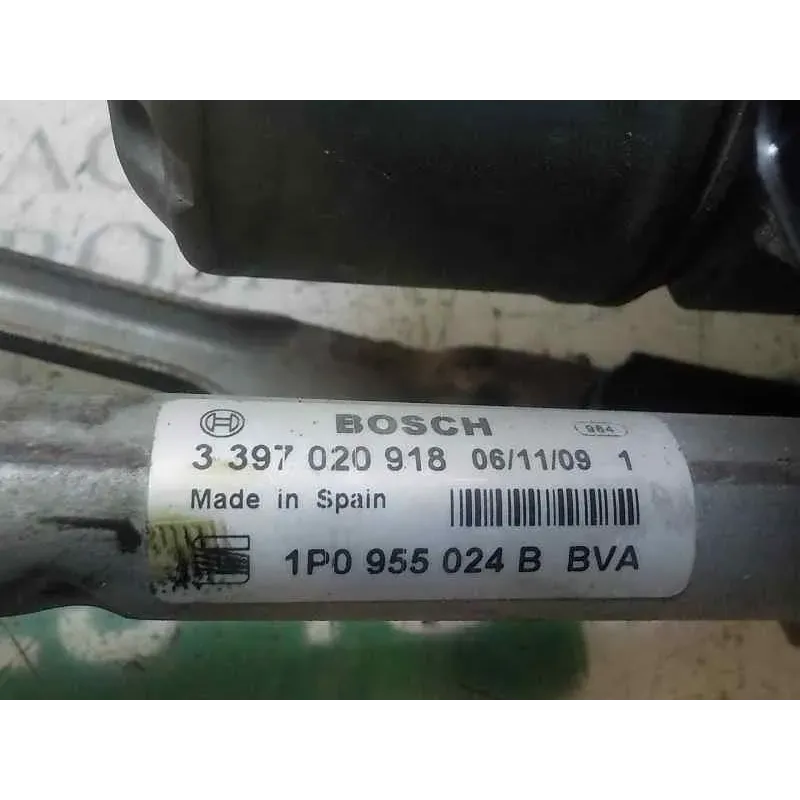 BOSCH 984
3 397 020 918 06/11/09 1
Made in Spain
1P0 955 024 B BVA